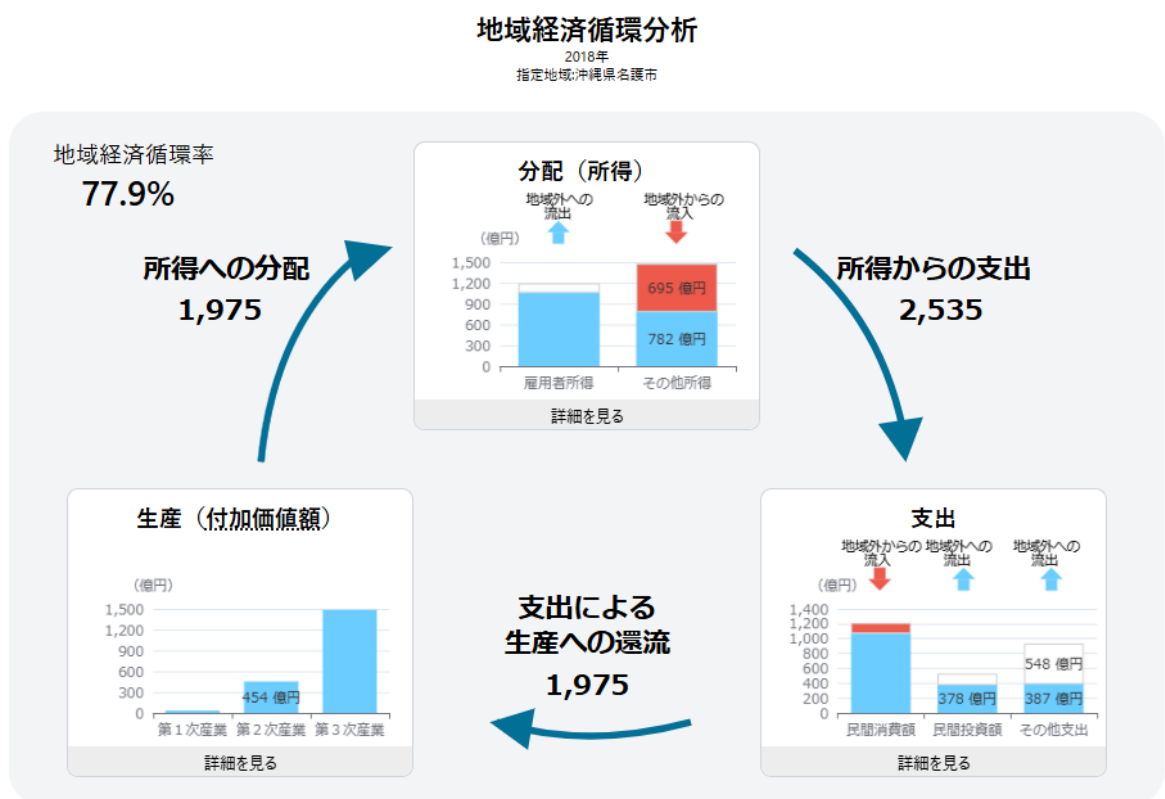 地域経済循環分析
2018年
指定地域:沖縄県名護市
地域経済循環率
77.9%
所得への分配
1,975
分配（所得）
地域外への
流出
地域外からの
流入
（億円）
1,500
1,200
900
600
300
0
695 億円
782 億円
雇用者所得
その他所得
詳細を見る
所得からの支出
2,535
生産（付加価値額）
（億円）
1,500
1,200
900
600
300
0
454 億円
第１次産業
第２次産業
第３次産業
詳細を見る
支出による
生産への還流
1,975
支出
地域外からの
流入
地域外への
流出
地域外への
流出
（億円）
1,400
1,200
1,000
800
600
400
200
0
548 億円
378 億円
387 億円
民間消費額
民間投資額
その他支出
詳細を見る